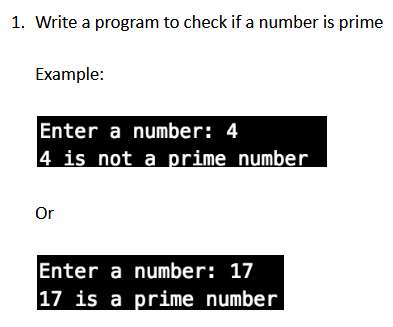 1. Write a program to check if a number is prime
Example:
Enter a number: 4
4 is not a prime number
Or
Enter a number: 17
17 is a prime number